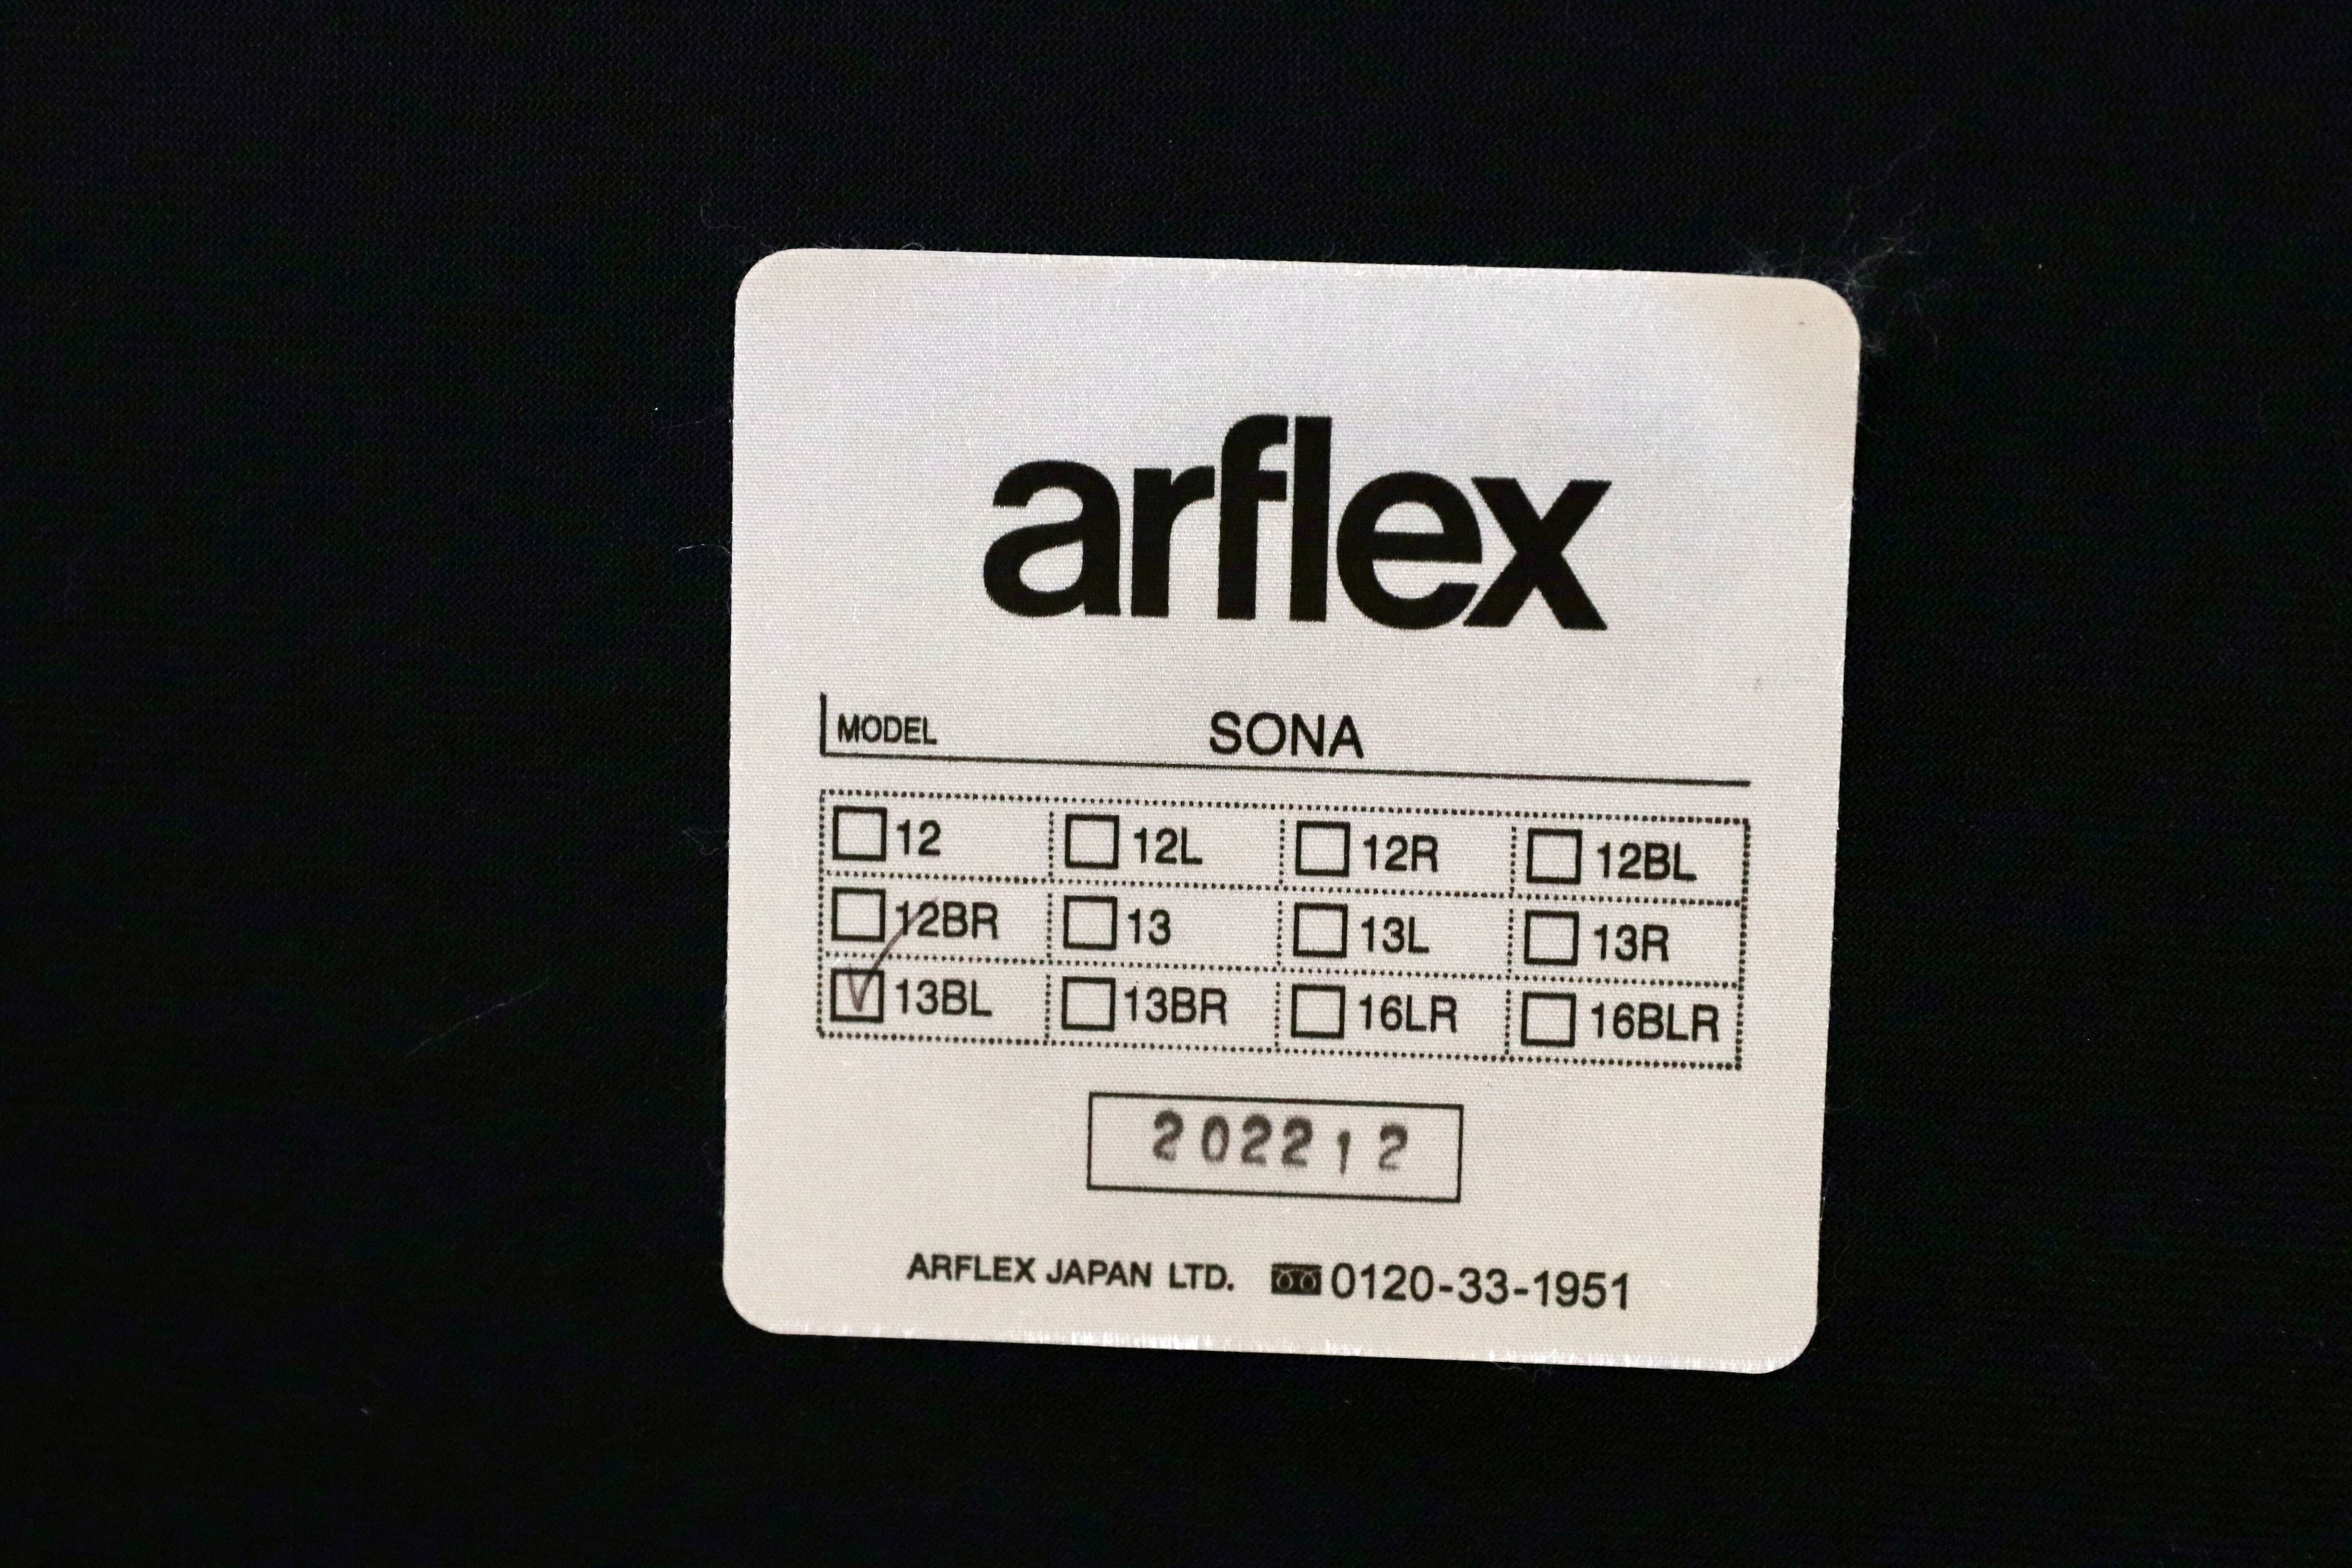 arflex
MODEL SONA
12 12L 12R 12BL
12BR 13 13L 13R
13BL 13BR 16LR 16BLR
202212
ARFLEX JAPAN LTD. 0120-33-1951